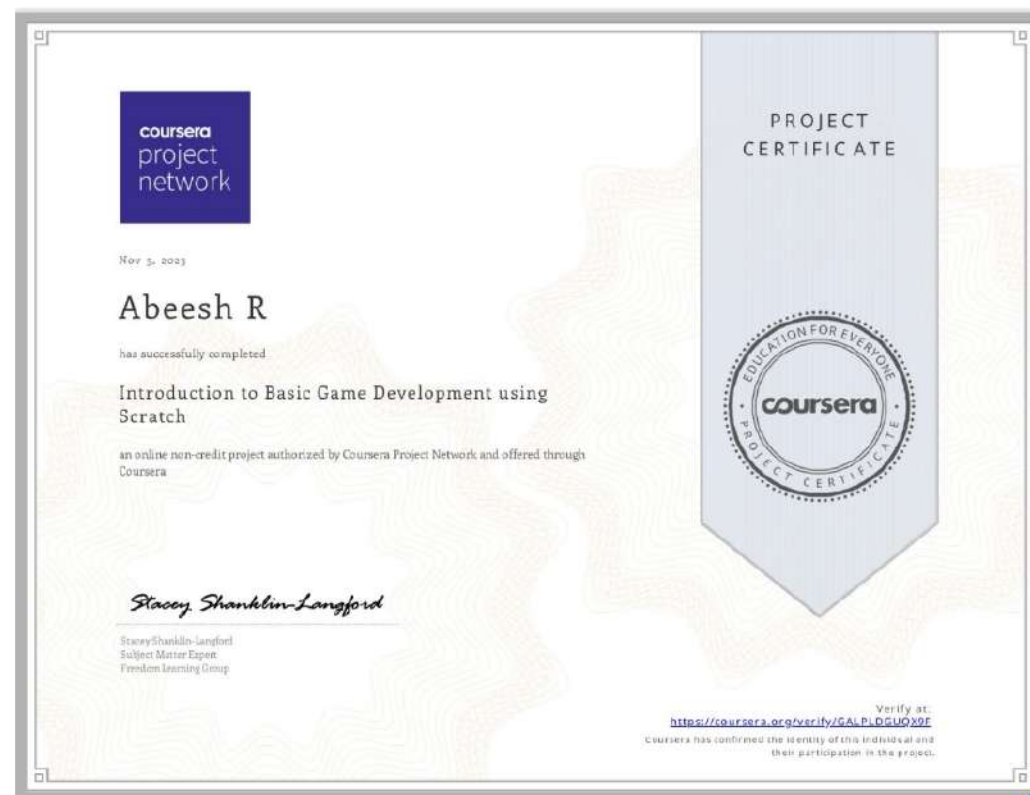 coursera
project
network
PROJECT
CERTIFICATE
Nov 5, 2023
Abeesh R
has successfully completed
Introduction to Basic Game Development using
Scratch
an online non-credit project authorized by Coursera Project Network and offered through
Coursera
EDUCATION FOR EVERYONE
coursera
PROJECT CERTIFICATE
Stacey Shanklin-Langford
Stacey Shanklin-Langford
Subject Matter Expert
Freedom Learning Group
Verify at:
https://coursera.org/verify/GALPLDGUQX9F
Coursera has confirmed the identity of this individual and
their participation in the project.